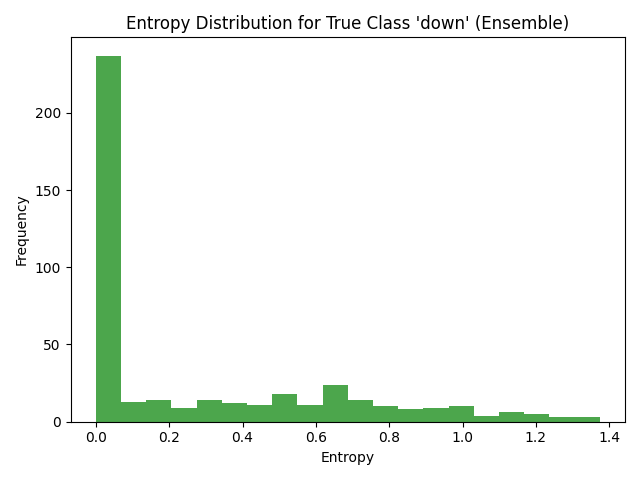 Entropy Distribution for True Class 'down' (Ensemble)
Frequency
200
150
100
50
0
0.0 0.2 0.4 0.6 0.8 1.0 1.2 1.4
Entropy